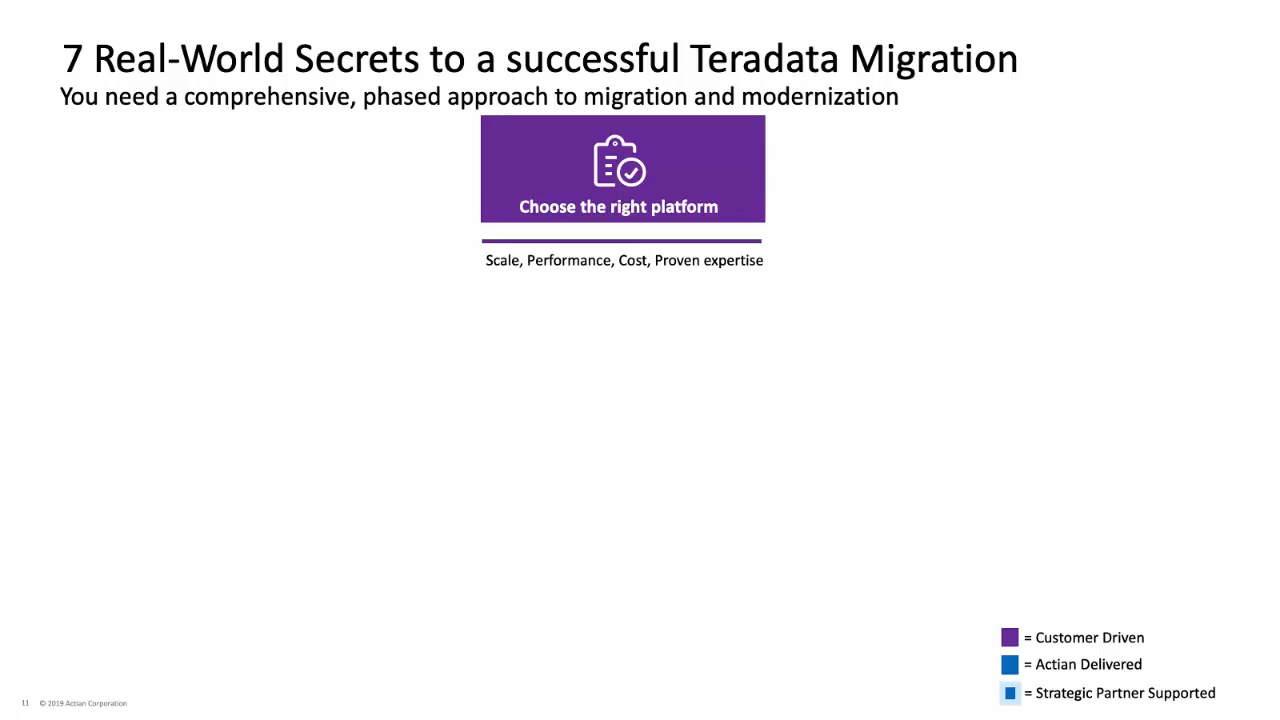 7 Real-World Secrets to a successful Teradata Migration
You need a comprehensive, phased approach to migration and modernization
Choose the right platform
Scale, Performance, Cost, Proven expertise
= Customer Driven
= Actian Delivered
= Strategic Partner Supported
11 © 2019 Actian Corporation